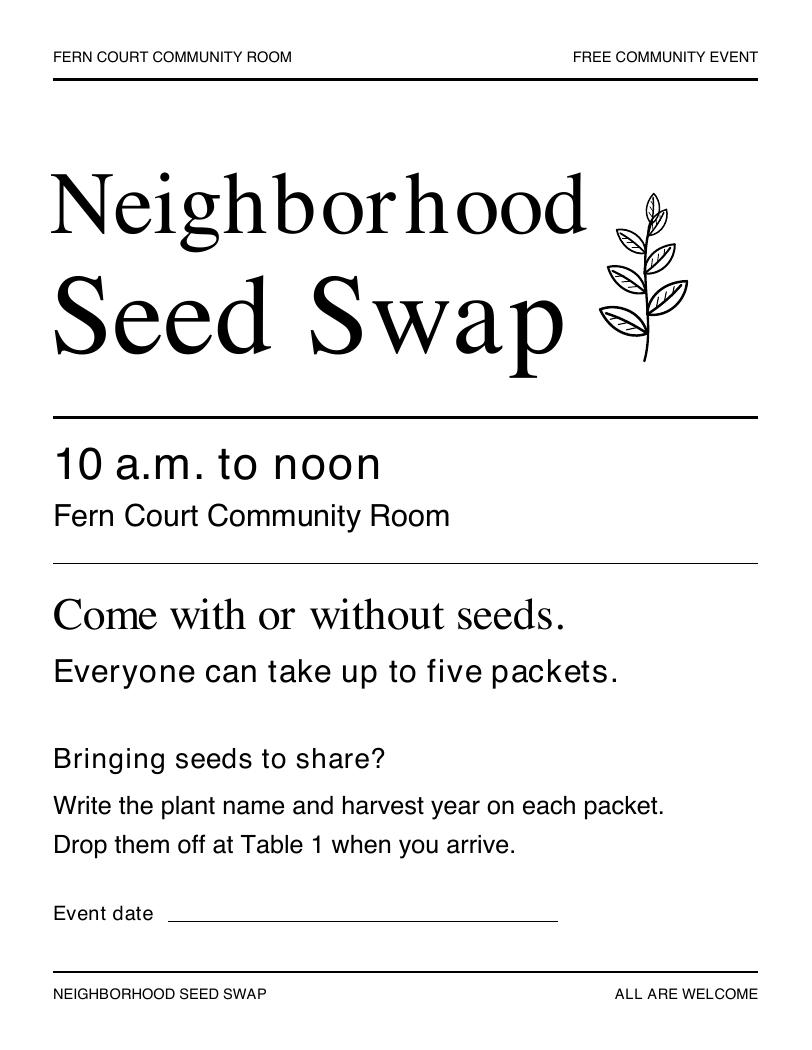 FERN COURT COMMUNITY ROOM
FREE COMMUNITY EVENT
Neighborhood
Seed Swap
10 a.m. to noon
Fern Court Community Room
Come with or without seeds.
Everyone can take up to five packets.
Bringing seeds to share?
Write the plant name and harvest year on each packet.
Drop them off at Table 1 when you arrive.
Event date
NEIGHBORHOOD SEED SWAP
ALL ARE WELCOME